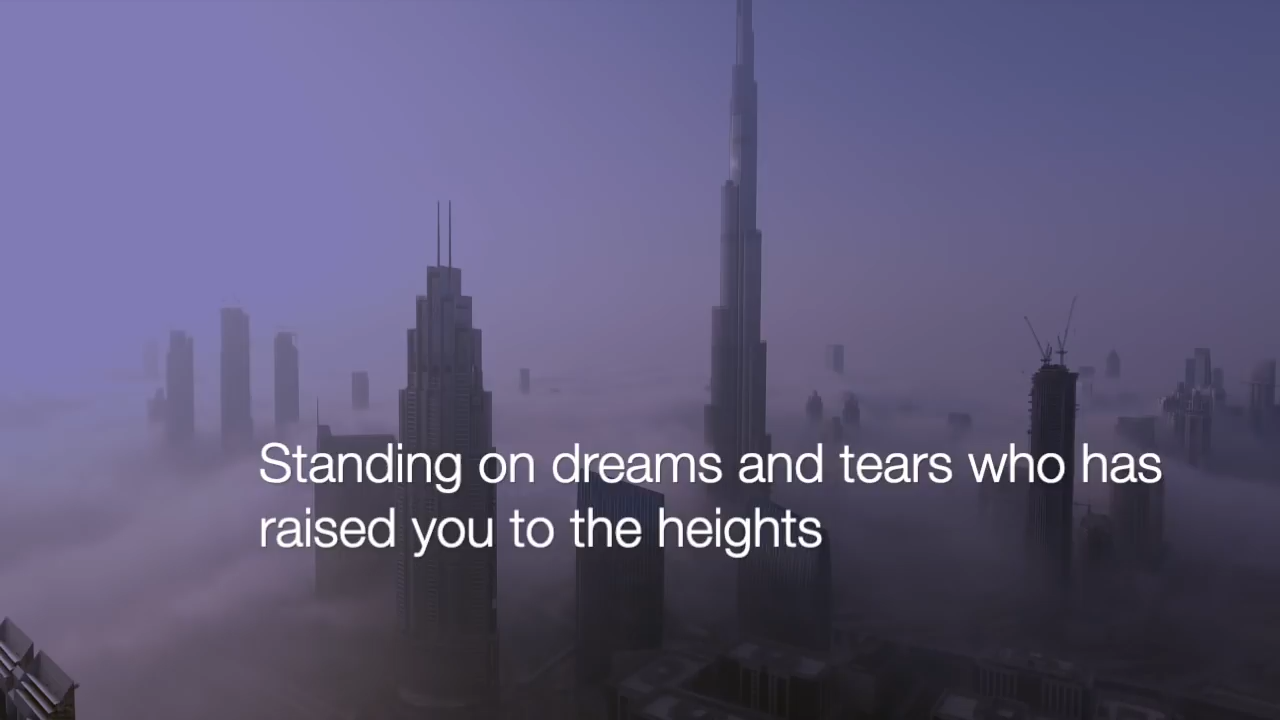 Standing on dreams and tears who has
raised you to the heights